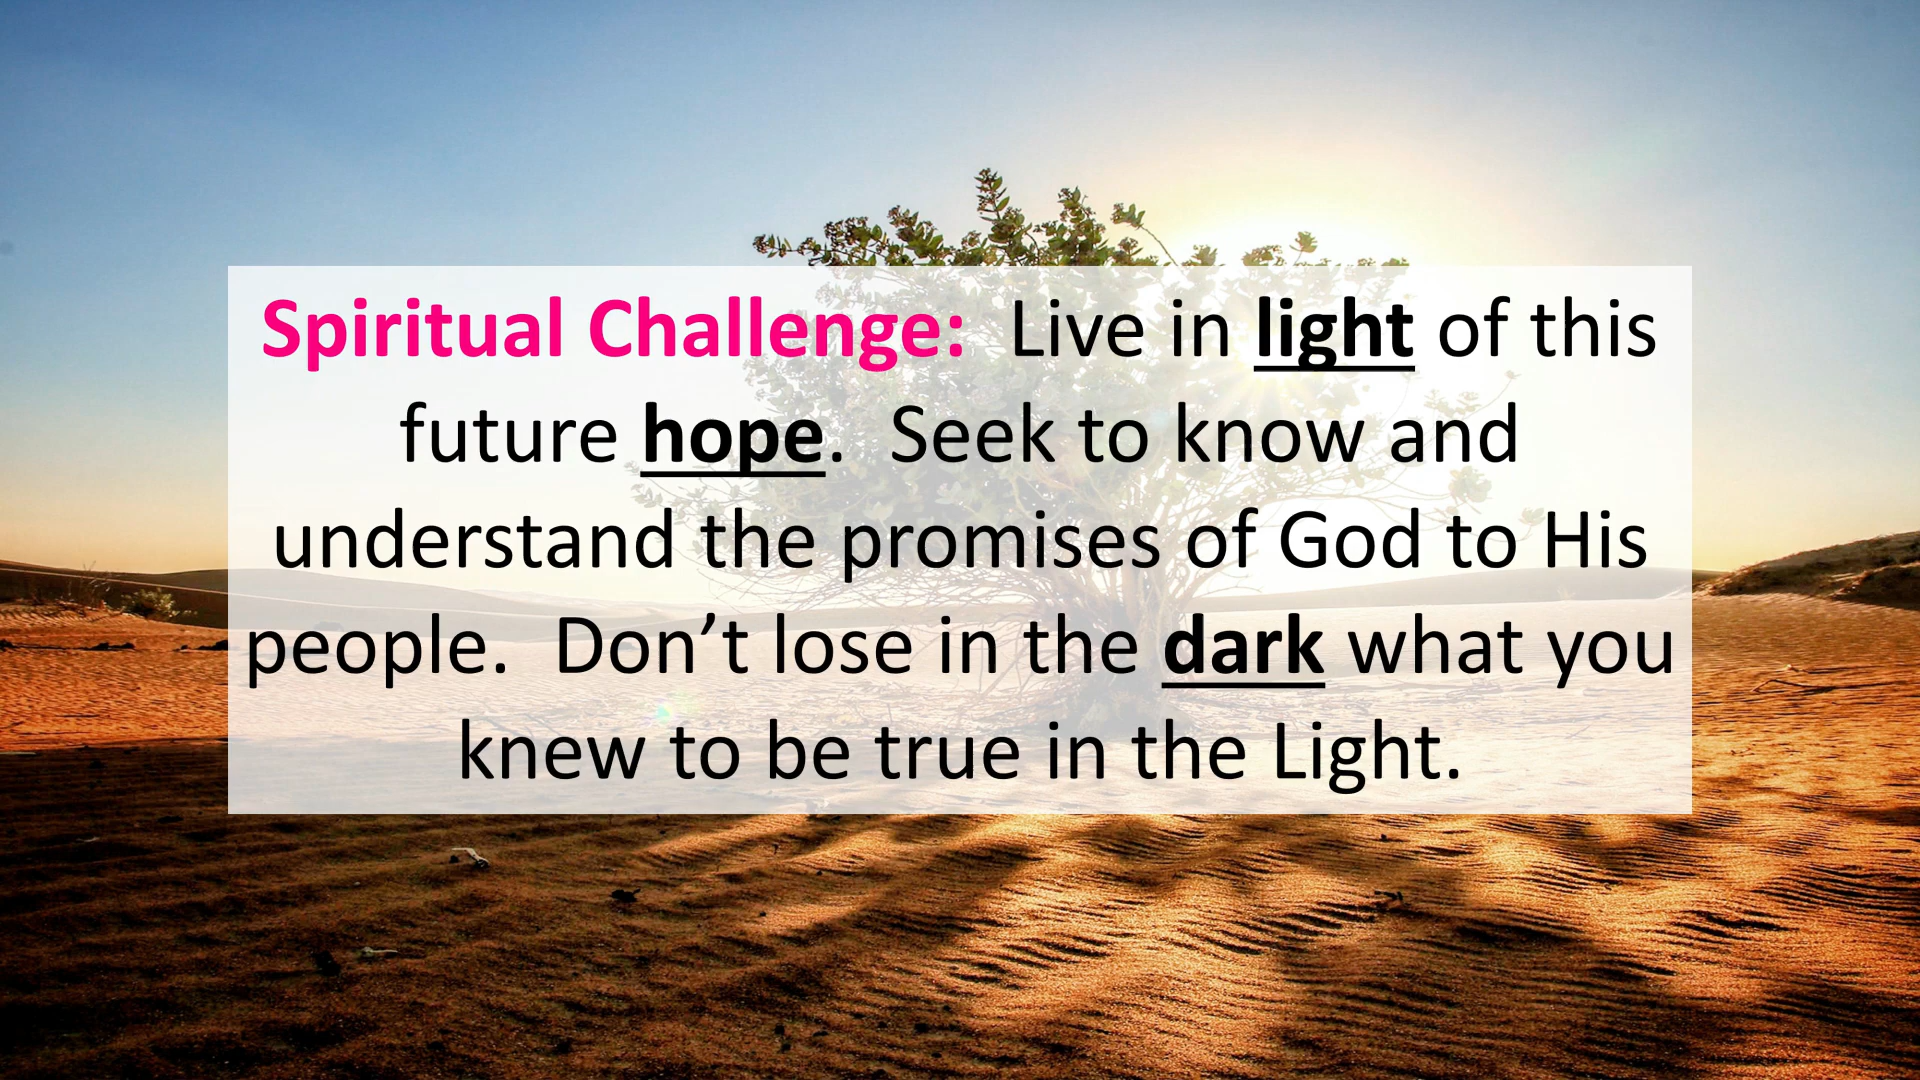 Spiritual Challenge:  Live in light of this
future hope.  Seek to know and
understand the promises of God to His
people.  Don’t lose in the dark what you
knew to be true in the Light.